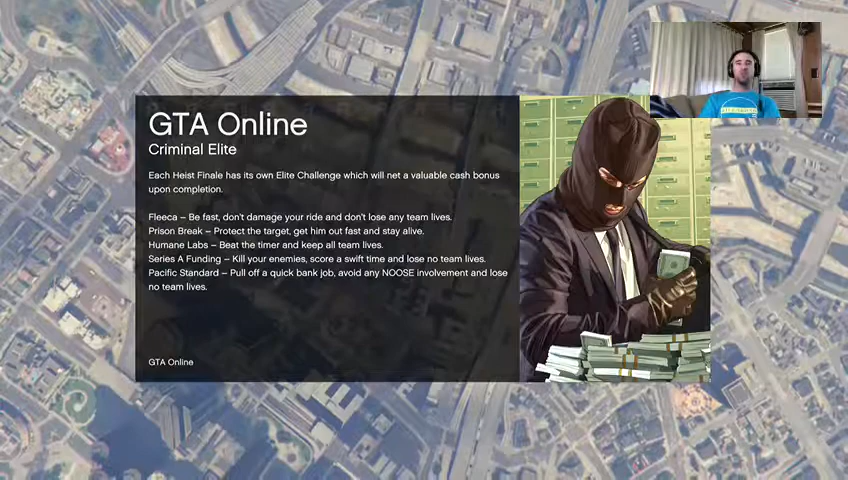 GTA Online
Criminal Elite
Each Heist Finale has its own Elite Challenge which will net a valuable cash bonus
upon completion.
Fleeca – Be fast, don't damage your ride and don't lose any team lives.
Prison Break – Protect the target, get him out fast and stay alive.
Humane Labs – Beat the timer and keep all team lives.
Series A Funding – Kill your enemies, score a swift time and lose no team lives.
Pacific Standard – Pull off a quick bank job, avoid any NOOSE involvement and lose
no team lives.
GTA Online